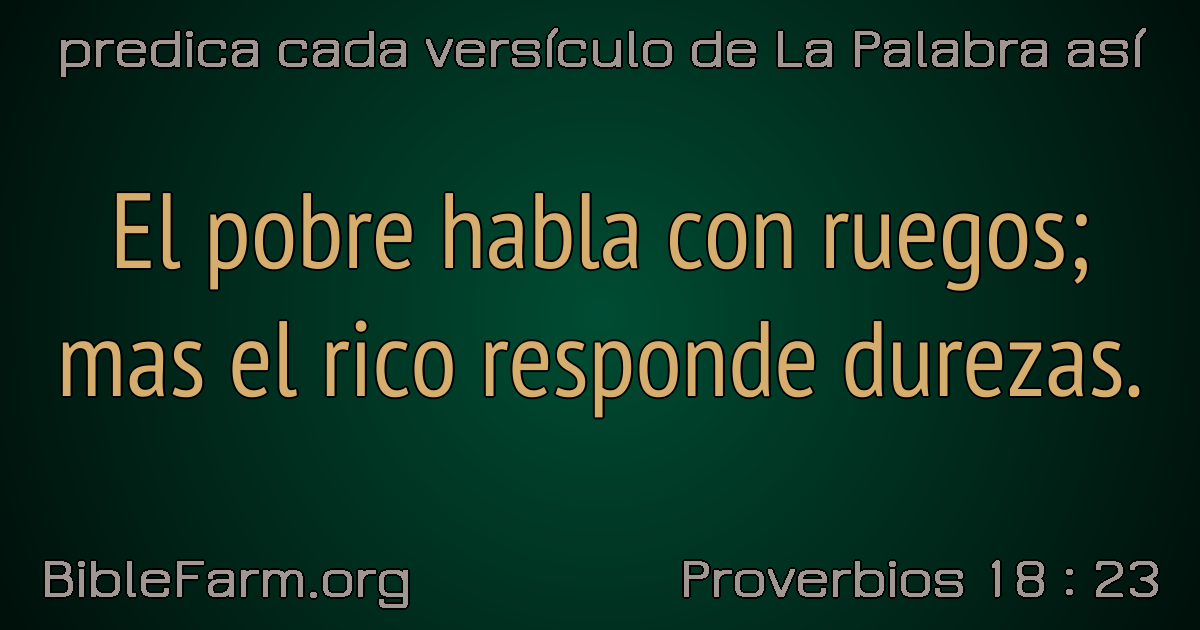 predica cada versículo de La Palabra así
El pobre habla con ruegos;
mas el rico responde durezas.
BibleFarm.org
Proverbios 18 : 23